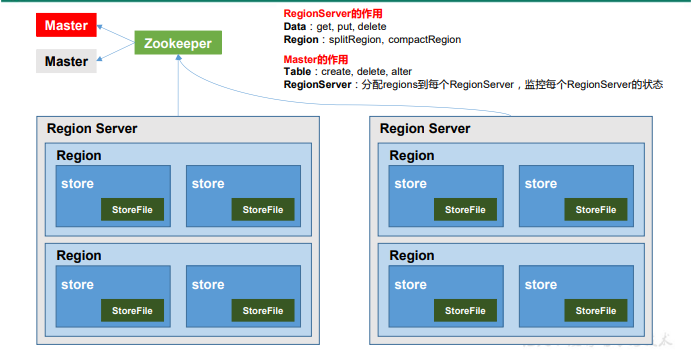 Master
Master
Zookeeper
RegionServer的作用
Data：get, put, delete
Region：splitRegion, compactRegion
Master的作用
Table：create, delete, alter
RegionServer：分配regions到每个RegionServer，监控每个RegionServer的状态
Region Server
Region
store
StoreFile
store
StoreFile
Region
store
StoreFile
store
StoreFile
Region Server
Region
store
StoreFile
store
StoreFile
Region
store
StoreFile
store
StoreFile